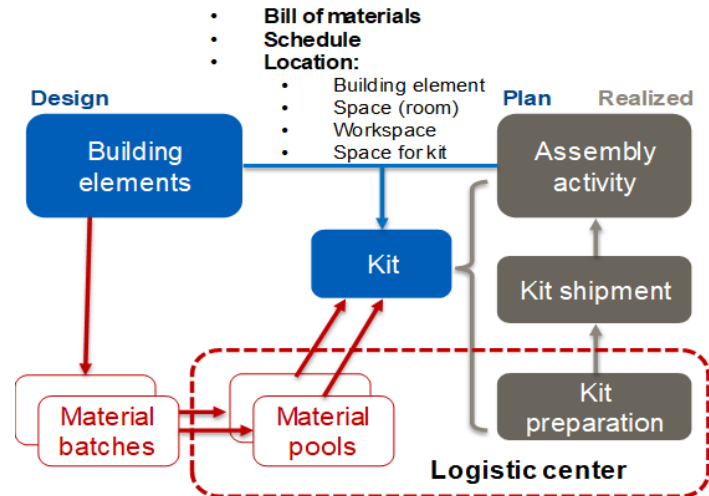 • Bill of materials
• Schedule
• Location:
• Building element
• Space (room)
• Workspace
• Space for kit
Design
Plan Realized
Building
elements
Assembly
activity
Kit
Kit shipment
Material
batches
Material
pools
Kit
preparation
Logistic center